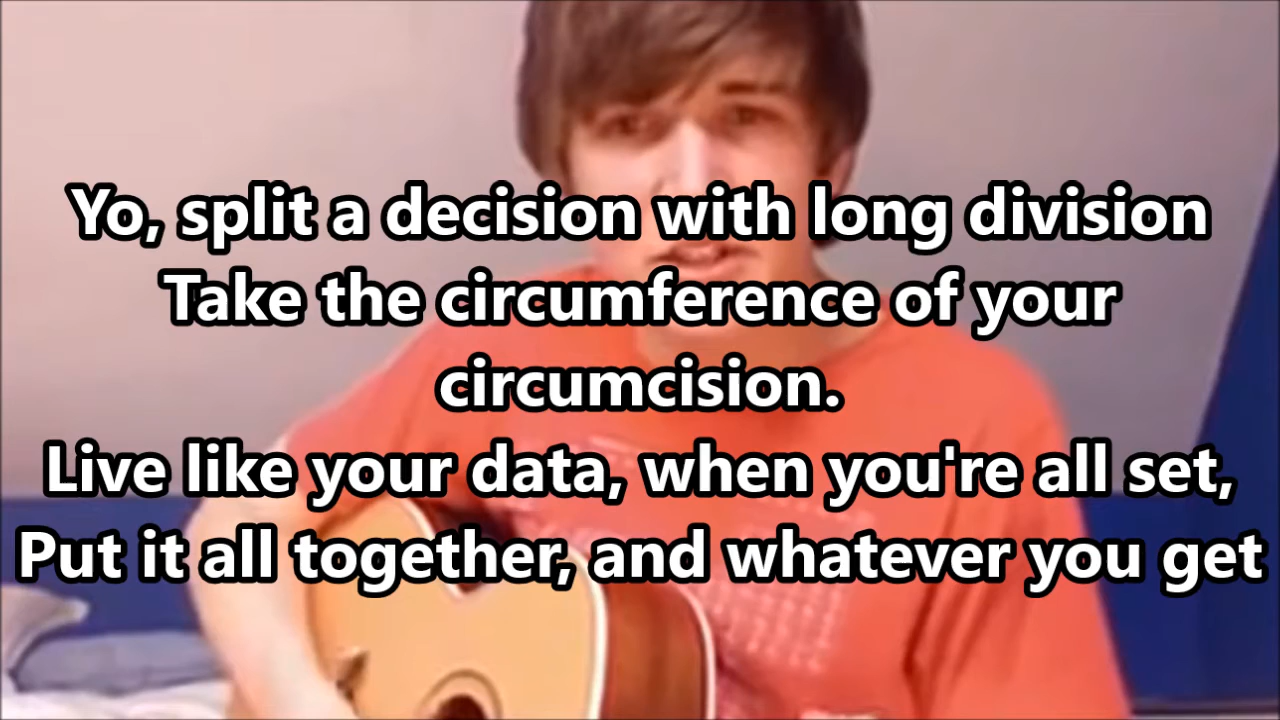 Yo, split a decision with long division
Take the circumference of your
circumcision.
Live like your data, when you're all set,
Put it all together, and whatever you get